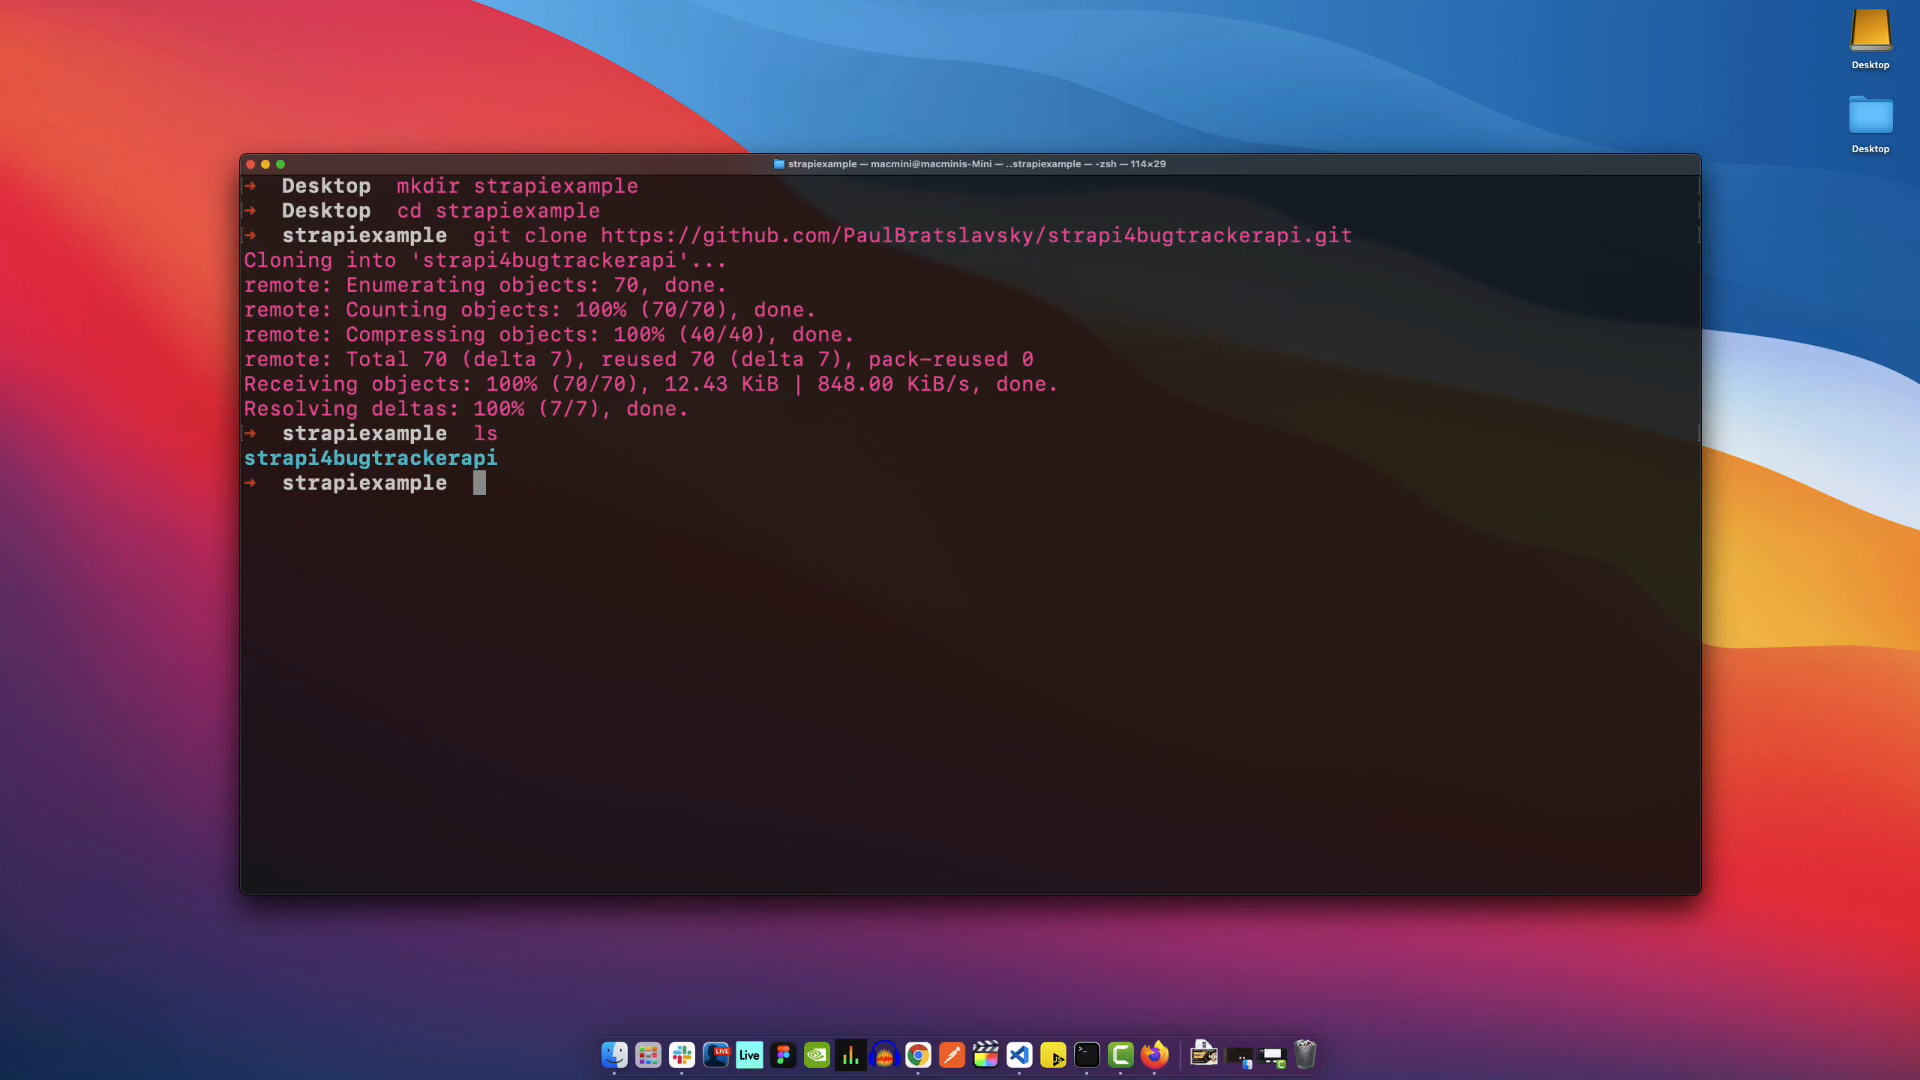 Desktop
strapiexample — macmini@macminis-Mini — ..strapiexample — -zsh — 114×29
➜ Desktop mkdir strapiexample
➜ Desktop cd strapiexample
➜ strapiexample git clone https://github.com/PaulBratslavsky/strapi4bugtrackerapi.git
Cloning into 'strapi4bugtrackerapi'...
remote: Enumerating objects: 70, done.
remote: Counting objects: 100% (70/70), done.
remote: Compressing objects: 100% (40/40), done.
remote: Total 70 (delta 7), reused 70 (delta 7), pack-reused 0
Receiving objects: 100% (70/70), 12.43 KiB | 848.00 KiB/s, done.
Resolving deltas: 100% (7/7), done.
➜ strapiexample ls
strapi4bugtrackerapi
➜ strapiexample
Desktop
LIVE
Live
JS